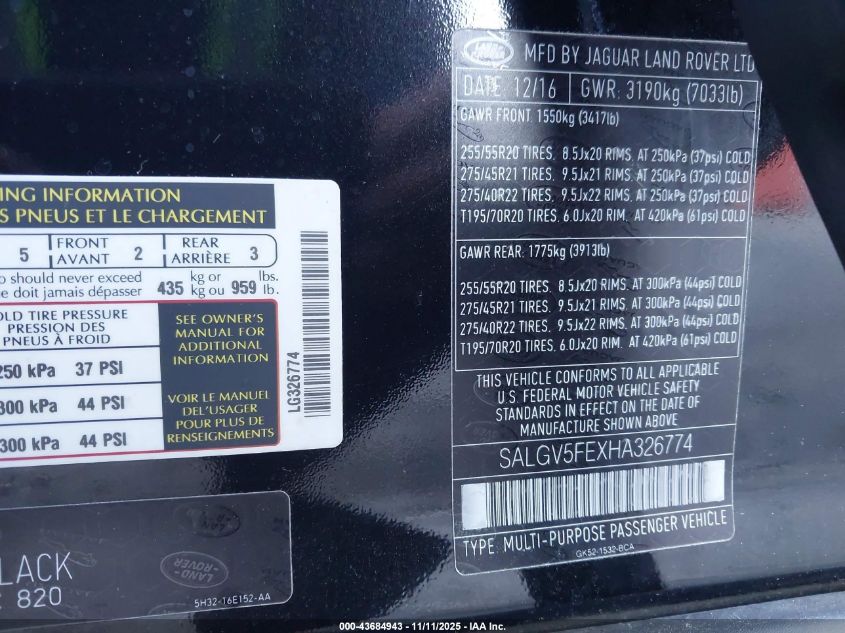 LAND ROVER
MFD BY JAGUAR LAND ROVER LTD
DATE 12/16 GWR: 3190kg (7033lb)
GAWR FRONT: 1550kg (3417lb)
255/55R20 TIRES. 8.5Jx20 RIMS. AT 250kPa (37psi) COLD
275/45R21 TIRES. 9.5Jx21 RIMS. AT 250kPa (37psi) COLD
275/40R22 TIRES. 9.5Jx22 RIMS. AT 250kPa (37psi) COLD
T195/70R20 TIRES. 6.0Jx20 RIM. AT 420kPa (61psi) COLD
GAWR REAR: 1775kg (3913lb)
255/55R20 TIRES. 8.5Jx20 RIMS. AT 300kPa (44psi) COLD
275/45R21 TIRES. 9.5Jx21 RIMS. AT 300kPa (44psi) COLD
275/40R22 TIRES. 9.5Jx22 RIMS. AT 300kPa (44psi) COLD
T195/70R20 TIRES. 6.0Jx20 RIM. AT 420kPa (61psi) COLD
THIS VEHICLE CONFORMS TO ALL APPLICABLE
U.S. FEDERAL MOTOR VEHICLE SAFETY
STANDARDS IN EFFECT ON THE DATE OF
MANUFACTURE SHOWN ABOVE
SALGV5FEXHA326774
TYPE: MULTI-PURPOSE PASSENGER VEHICLE
GK52-1532-BCA
ING INFORMATION
S PNEUS ET LE CHARGEMENT
5 FRONT AVANT 2 REAR ARRIÈRE 3
o should never exceed 435 kg or 959 lbs.
e doit jamais dépasser kg ou lb.
OLD TIRE PRESSURE
PRESSION DES
PNEUS À FROID
250 kPa 37 PSI
300 kPa 44 PSI
300 kPa 44 PSI
SEE OWNER'S
MANUAL FOR
ADDITIONAL
INFORMATION
VOIR LE MANUEL
DEL'USAGER
POUR PLUS DE
RENSEIGNEMENTS
LG326774
LACK
820
LAND-ROVER
5H32-16E152-AA
000-43684943 - 11/11/2025 - IAA Inc.